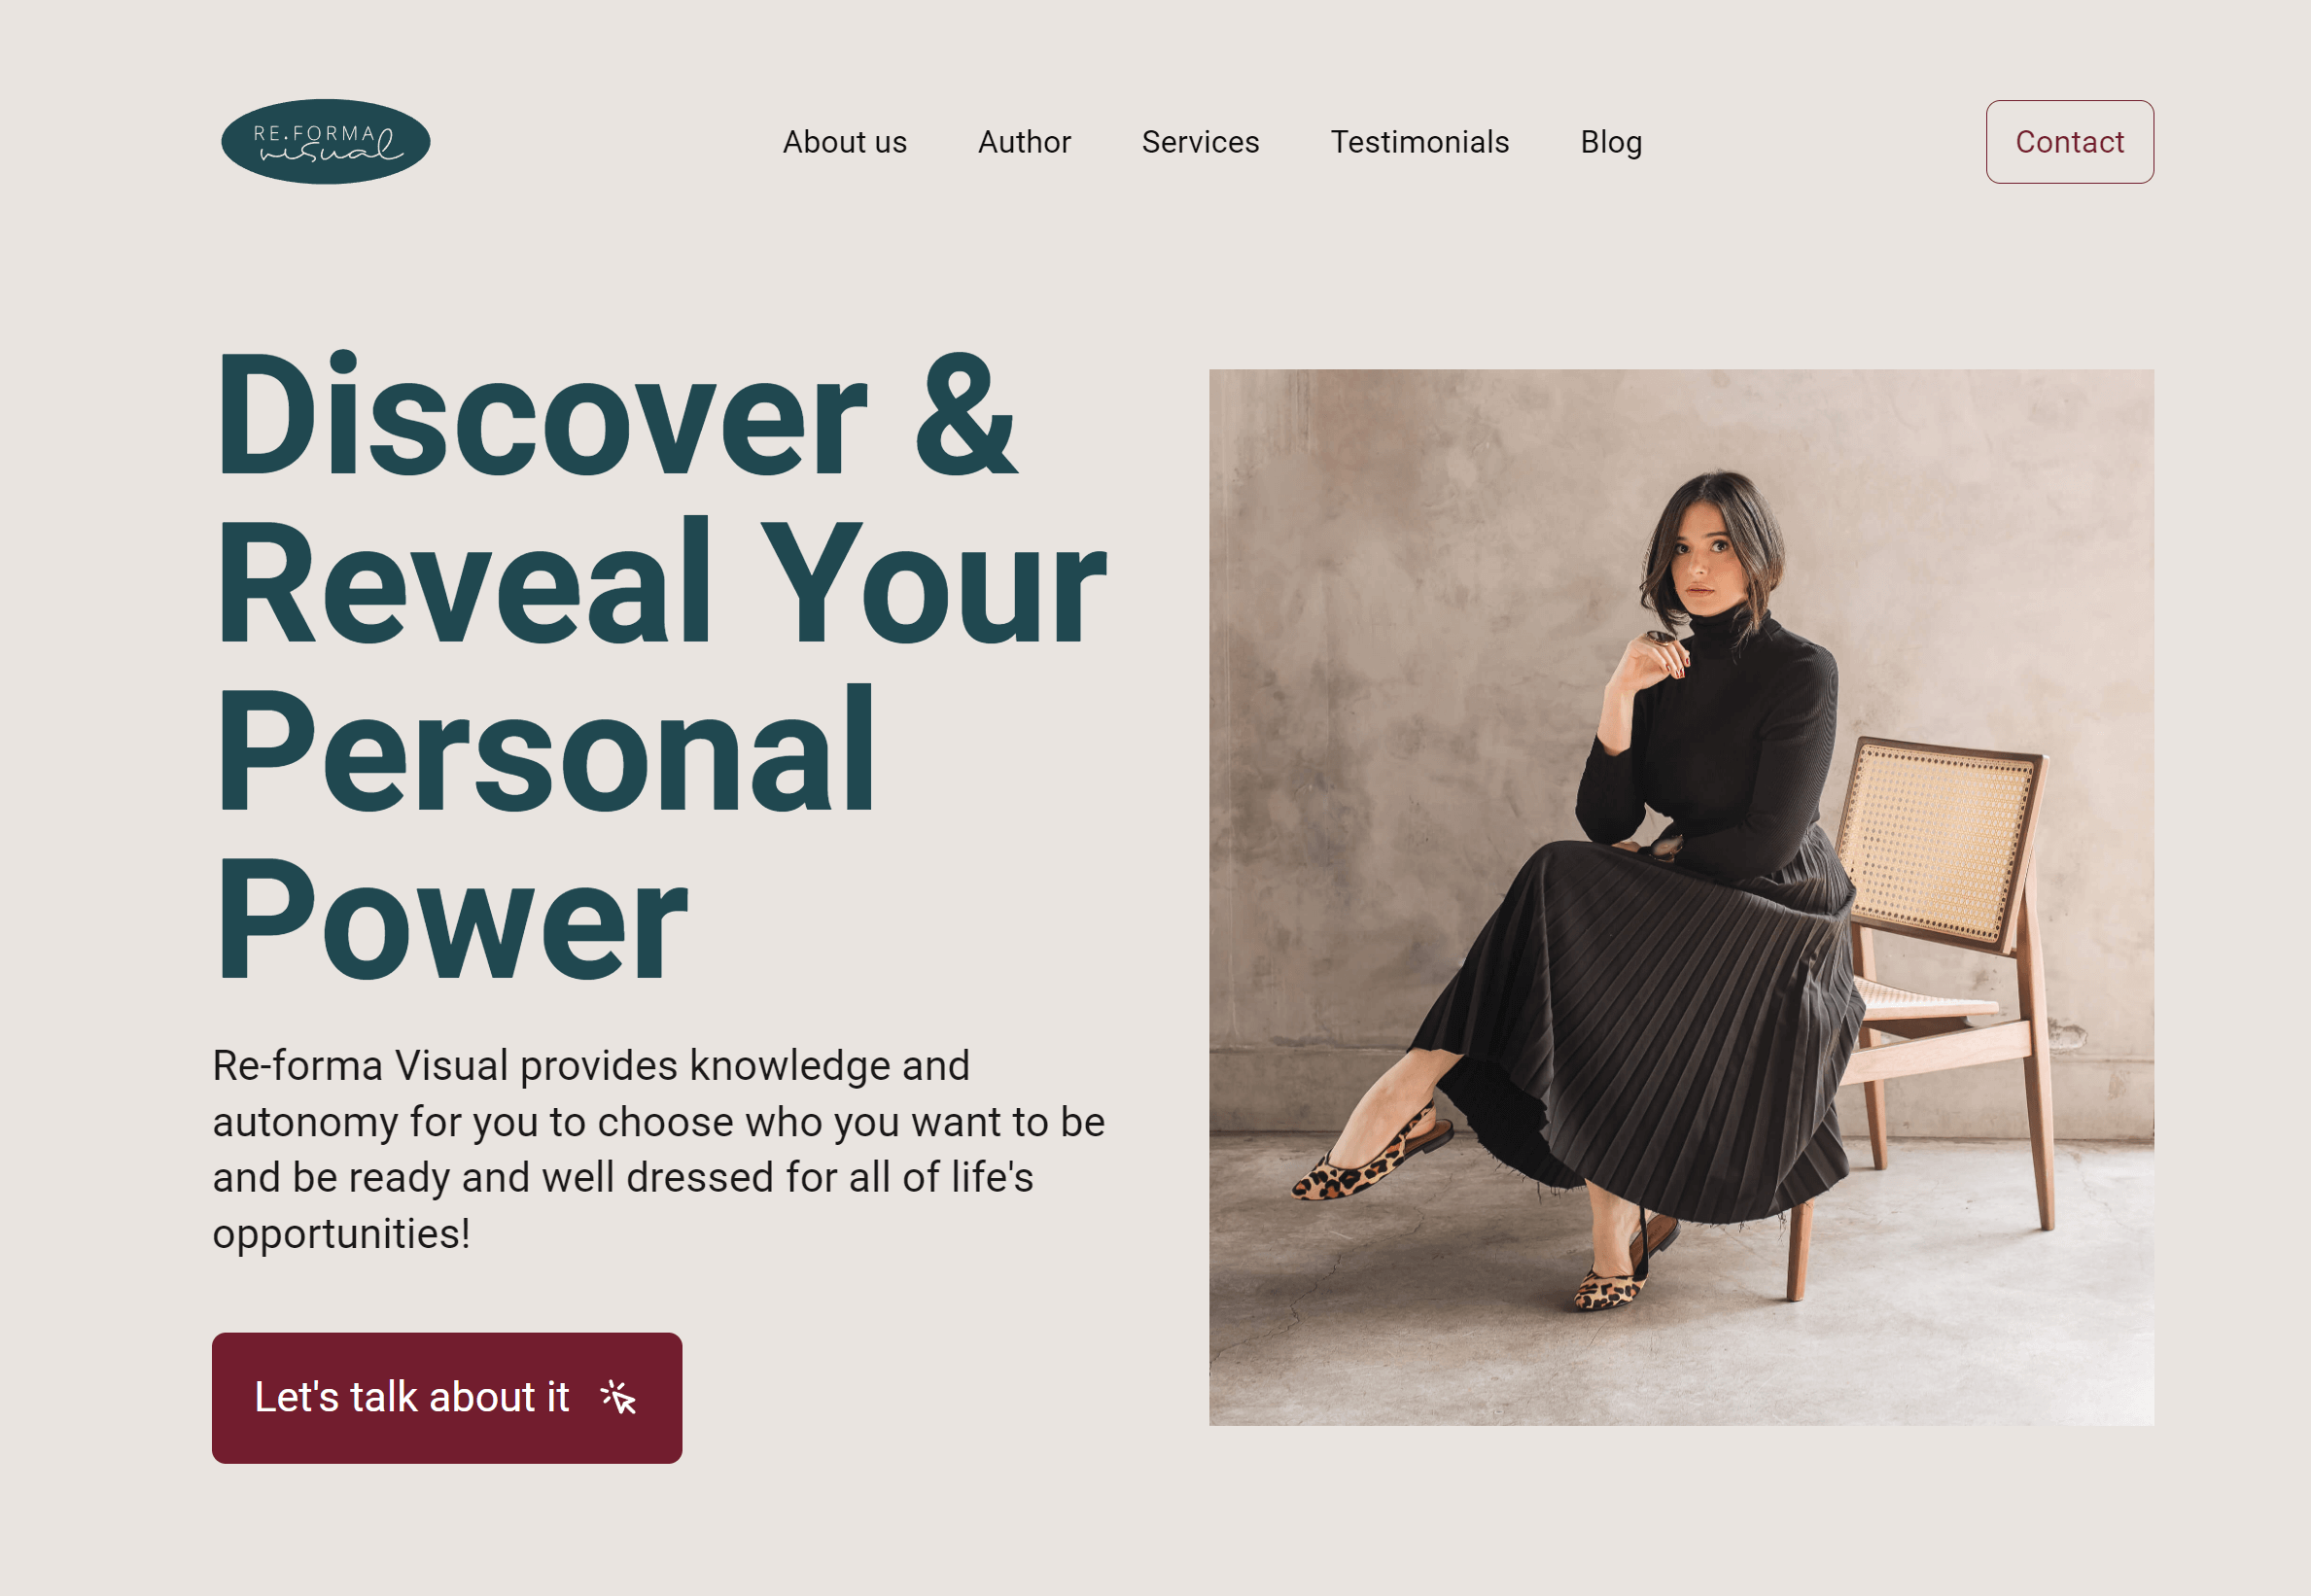 RE.FORMA
visual
About us
Author
Services
Testimonials
Blog
Contact
Discover &
Reveal Your
Personal
Power
Re-forma Visual provides knowledge and
autonomy for you to choose who you want to be
and be ready and well dressed for all of life's
opportunities!
Let's talk about it